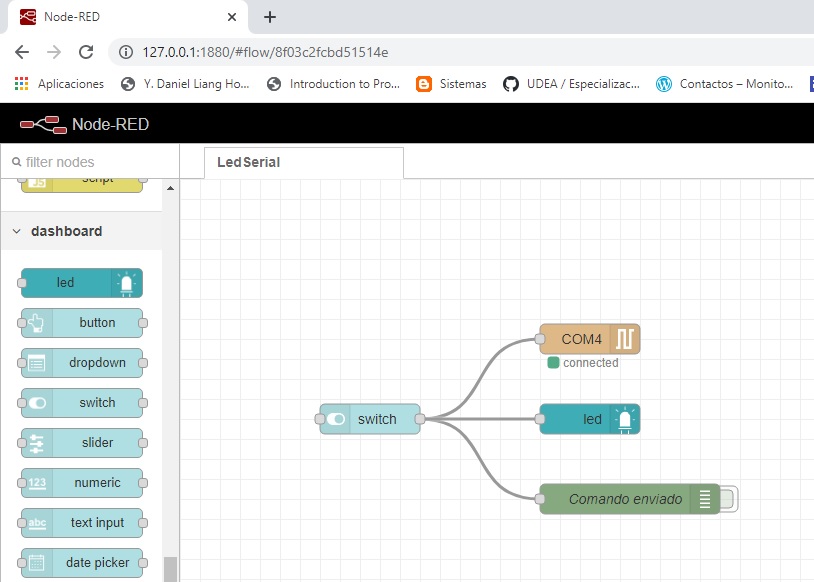 Node-RED
127.0.0.1:1880/#flow/8f03c2fcbd51514e
Aplicaciones
Y. Daniel Liang Ho...
Introduction to Pro...
Sistemas
UDEA / Especializac...
Contactos – Monito...
Node-RED
filter nodes
LedSerial
script
dashboard
led
button
dropdown
switch
slider
123 numeric
abc text input
date picker
COM4
connected
switch
led
Comando enviado